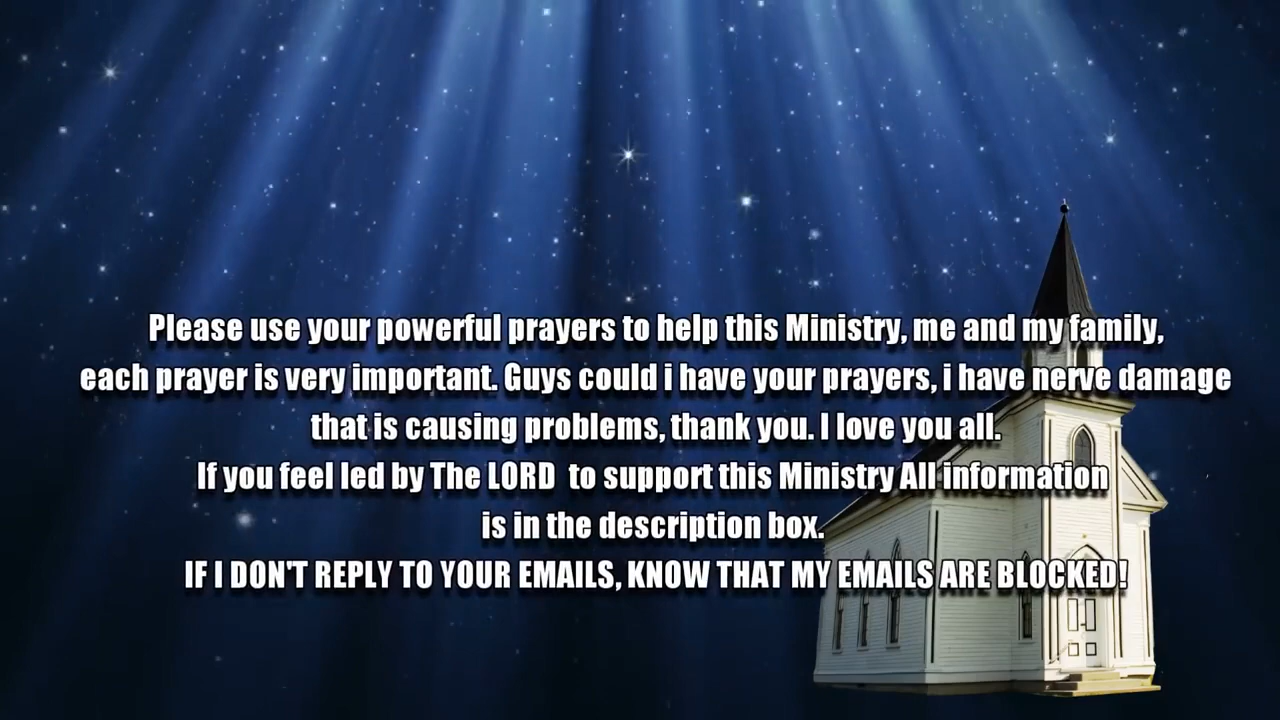 Please use your powerful prayers to help this Ministry, me and my family,
each prayer is very important. Guys could i have your prayers, i have nerve damage
that is causing problems, thank you. I love you all.
If you feel led by The LORD  to support this Ministry All information
is in the description box.
IF I DON'T REPLY TO YOUR EMAILS, KNOW THAT MY EMAILS ARE BLOCKED!